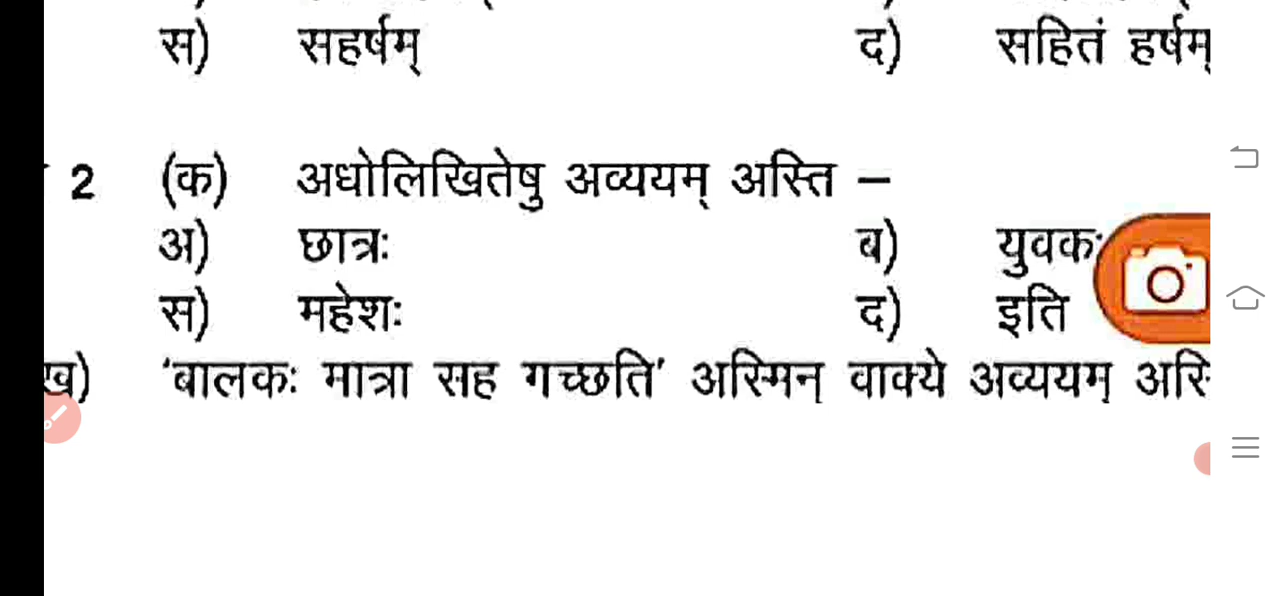 स) सहर्षम् द) सहितं हर्षम्
2 (क) अधोलिखितेषु अव्ययम् अस्ति –
अ) छात्रः ब) युवकः
स) महेशः द) इति
ख) 'बालकः मात्रा सह गच्छति' अस्मिन् वाक्ये अव्ययम्